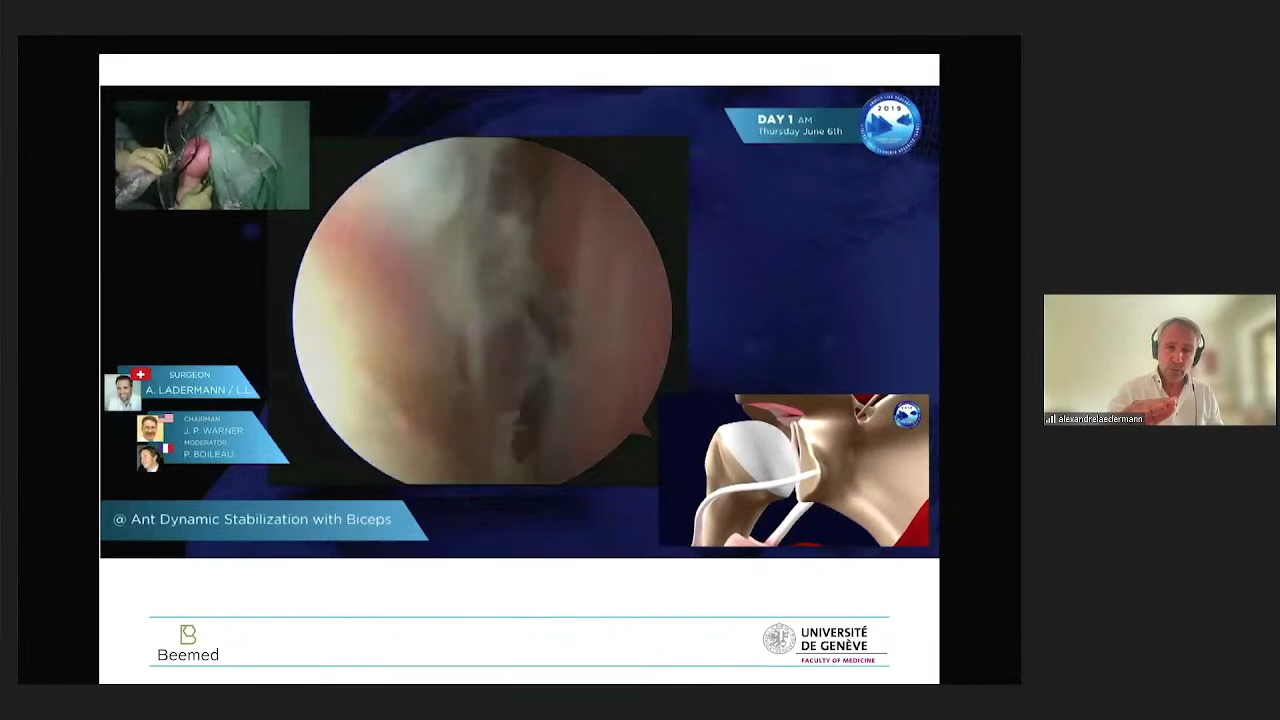 DAY 1 AM
Thursday June 6th
2019
SURGEON
A. LADERMANN / L.L.
CHAIRMAN
J. P. WARNER
MODERATOR
P. BOILEAU
@ Ant Dynamic Stabilization with Biceps
Beemed
UNIVERSITÉ
DE GENÈVE
FACULTY OF MEDICINE
alexandrelaedermann